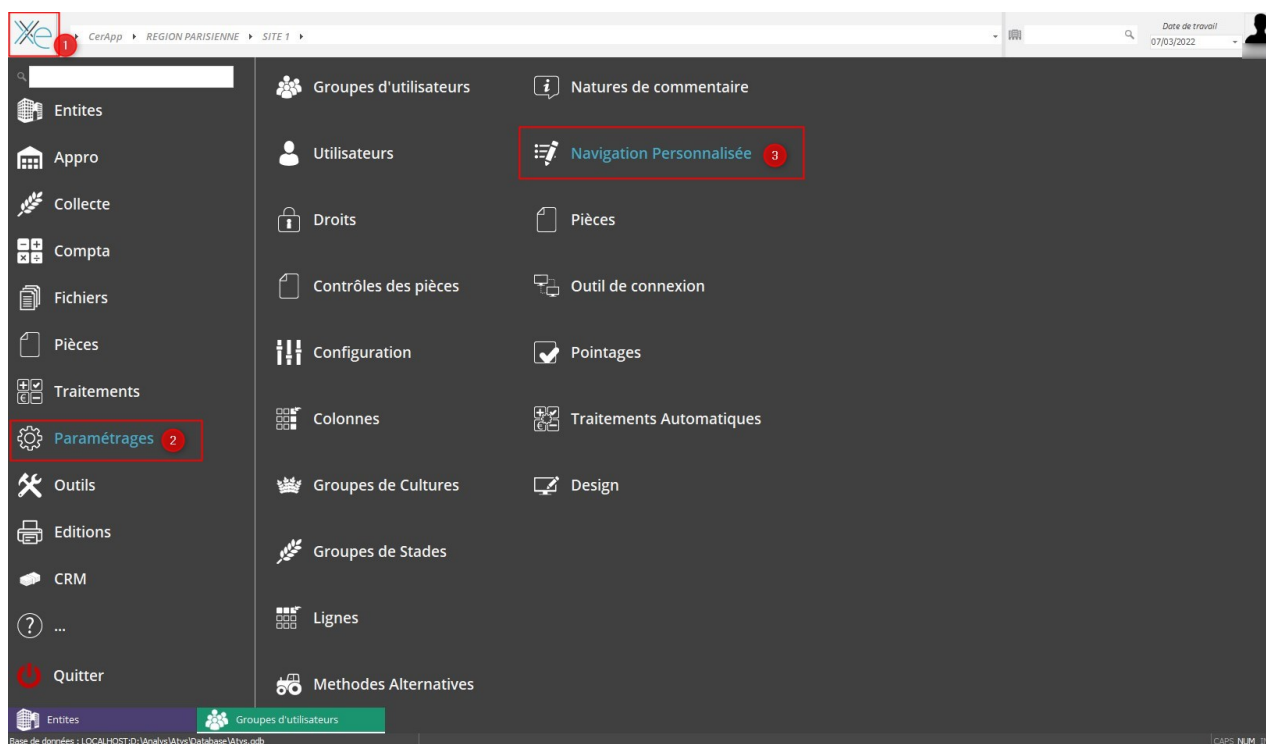 Xe
1
CerApp ▸ REGION PARISIENNE ▸ SITE 1 ▸
Date de travail
07/03/2022
Entites
Appro
Collecte
Compta
Fichiers
Pièces
Traitements
Paramétrages 2
Outils
Editions
CRM
...
Quitter
Groupes d'utilisateurs
Utilisateurs
Droits
Contrôles des pièces
Configuration
Colonnes
Groupes de Cultures
Groupes de Stades
Lignes
Methodes Alternatives
Natures de commentaire
Navigation Personnalisée 3
Pièces
Outil de connexion
Pointages
Traitements Automatiques
Design
Entites
Groupes d'utilisateurs
Base de données : LOCALHOST:D:\Analys\Atys\Database\Atys.gdb
CAPS NUM